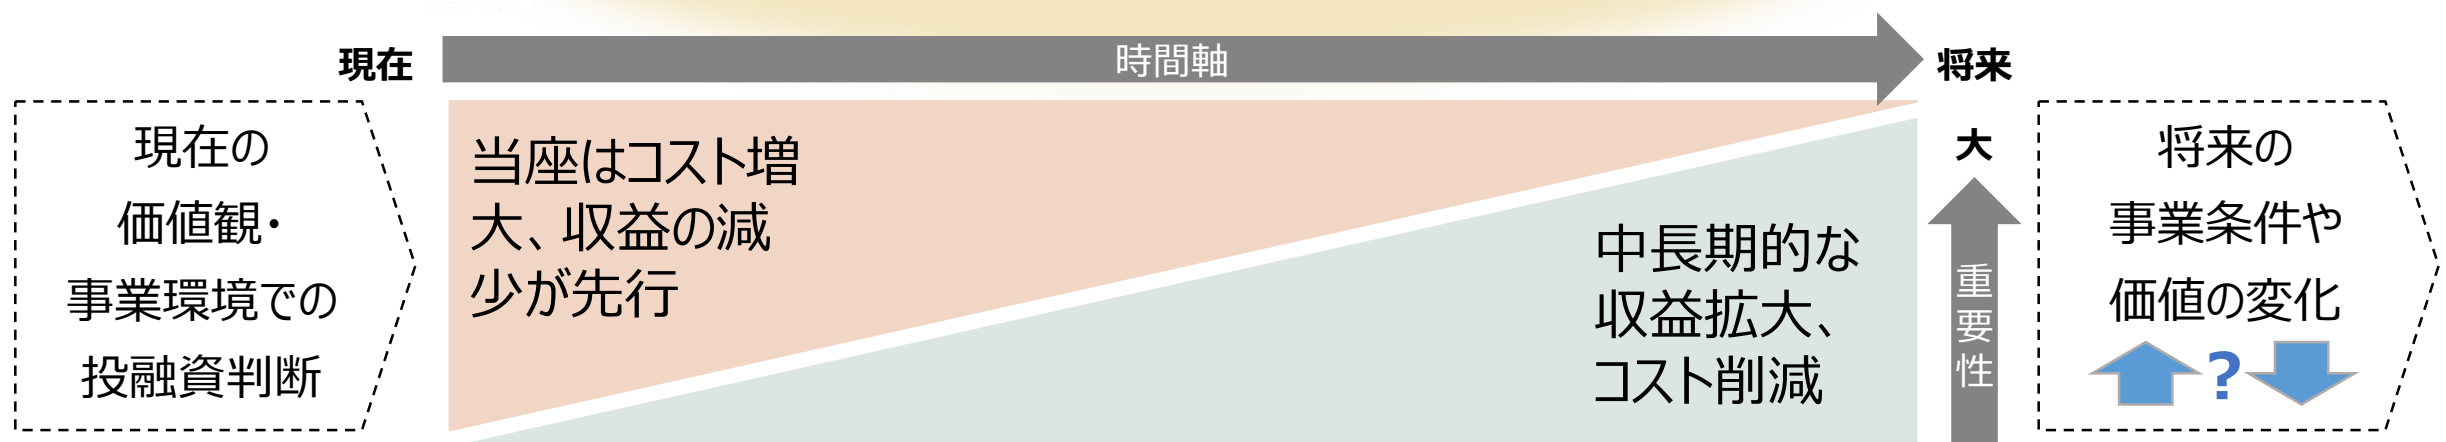 現在
時間軸
将来
現在の
価値観・
事業環境での
投融資判断
当座はコスト増
大、収益の減
少が先行
中長期的な
収益拡大、
コスト削減
大
重要性
将来の
事業条件や
価値の変化
?